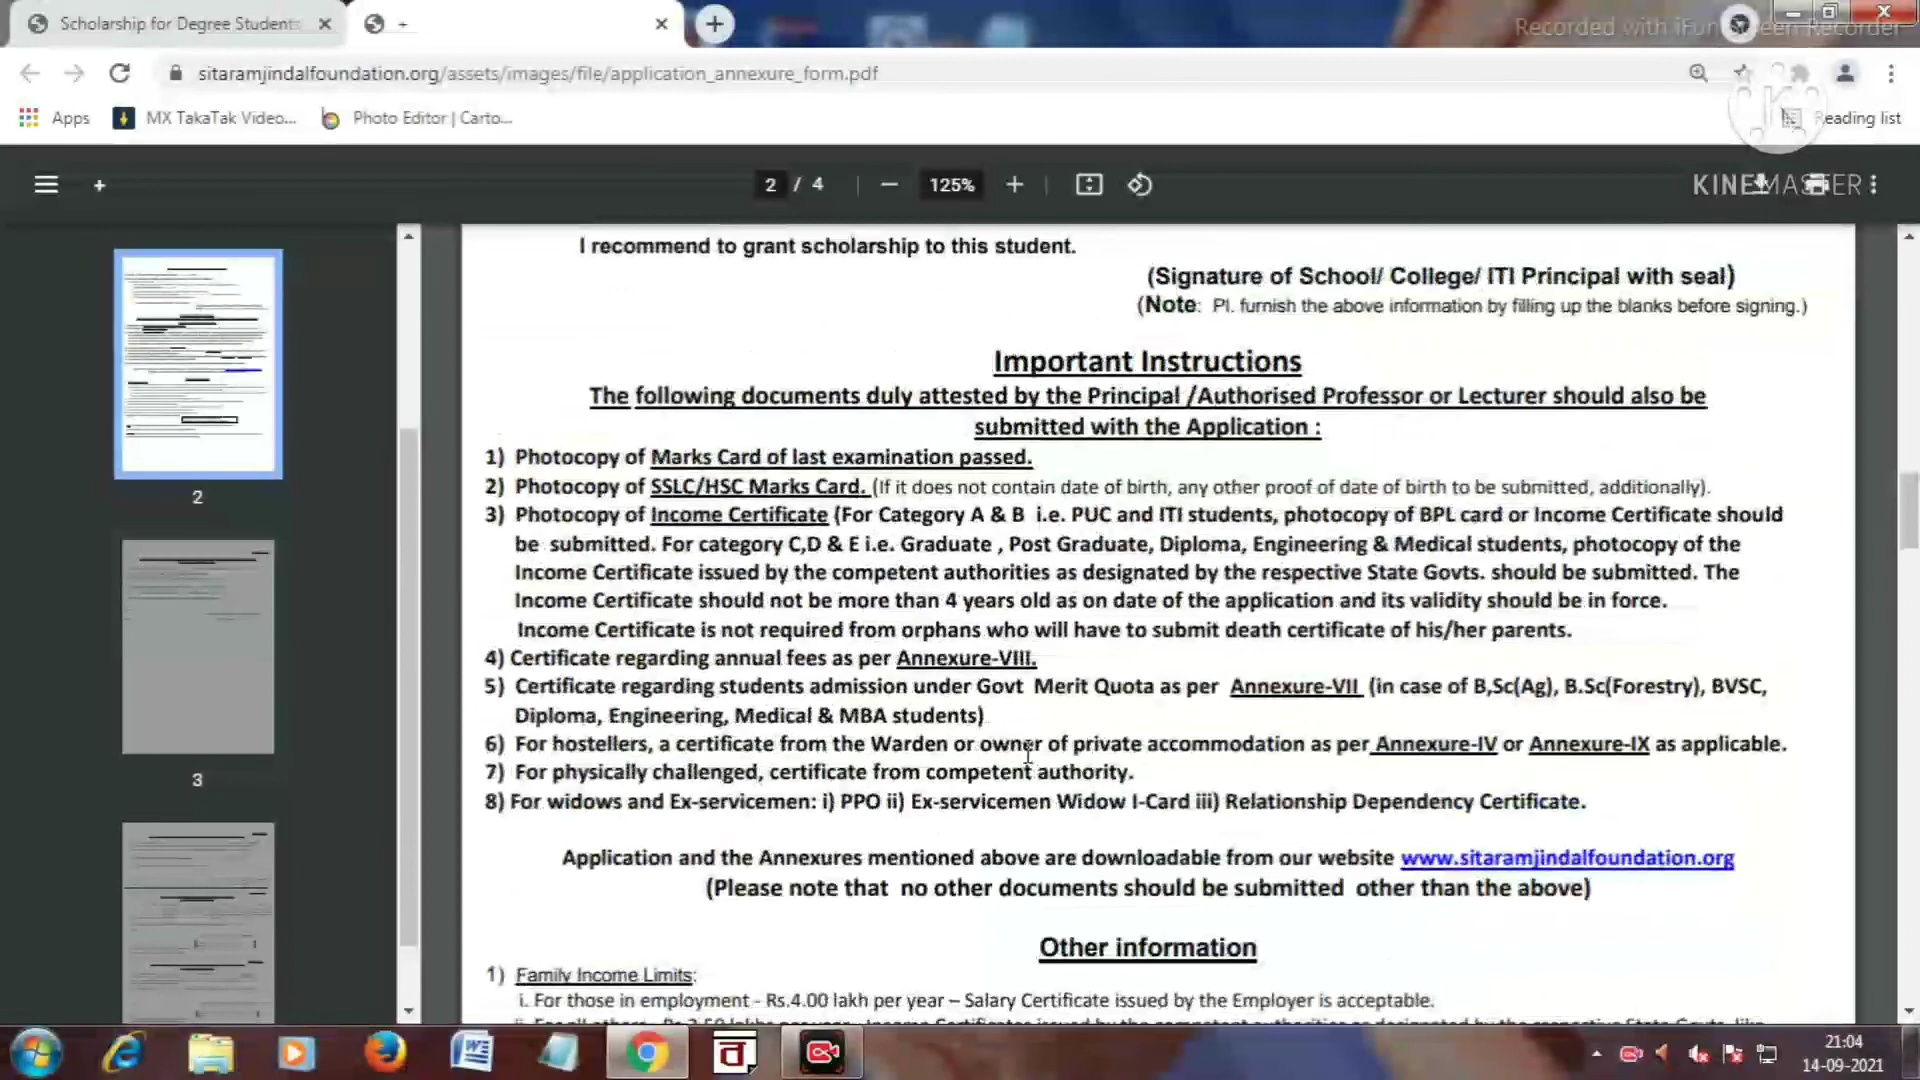 Scholarship for Degree Students
Recorded with iFun Screen Recorder
sitaramjindalfoundation.org/assets/images/file/application_annexure_form.pdf
Apps
MX TakaTak Video...
Photo Editor | Carto...
Reading list
2 / 4
125%
KINEMASTER
I recommend to grant scholarship to this student.
(Signature of School/ College/ ITI Principal with seal)
(Note: Pl. furnish the above information by filling up the blanks before signing.)
Important Instructions
The following documents duly attested by the Principal /Authorised Professor or Lecturer should also be
submitted with the Application :
1) Photocopy of Marks Card of last examination passed.
2) Photocopy of SSLC/HSC Marks Card. (If it does not contain date of birth, any other proof of date of birth to be submitted, additionally).
3) Photocopy of Income Certificate (For Category A & B i.e. PUC and ITI students, photocopy of BPL card or Income Certificate should
be submitted. For category C,D & E i.e. Graduate , Post Graduate, Diploma, Engineering & Medical students, photocopy of the
Income Certificate issued by the competent authorities as designated by the respective State Govts. should be submitted. The
Income Certificate should not be more than 4 years old as on date of the application and its validity should be in force.
Income Certificate is not required from orphans who will have to submit death certificate of his/her parents.
4) Certificate regarding annual fees as per Annexure-VIII.
5) Certificate regarding students admission under Govt Merit Quota as per Annexure-VII (in case of B,Sc(Ag), B.Sc(Forestry), BVSC,
Diploma, Engineering, Medical & MBA students)
6) For hostellers, a certificate from the Warden or owner of private accommodation as per Annexure-IV or Annexure-IX as applicable.
7) For physically challenged, certificate from competent authority.
8) For widows and Ex-servicemen: i) PPO ii) Ex-servicemen Widow I-Card iii) Relationship Dependency Certificate.
Application and the Annexures mentioned above are downloadable from our website www.sitaramjindalfoundation.org
(Please note that no other documents should be submitted other than the above)
Other information
1) Family Income Limits:
i. For those in employment - Rs.4.00 lakh per year – Salary Certificate issued by the Employer is acceptable.
2
3
21:04
14-09-2021